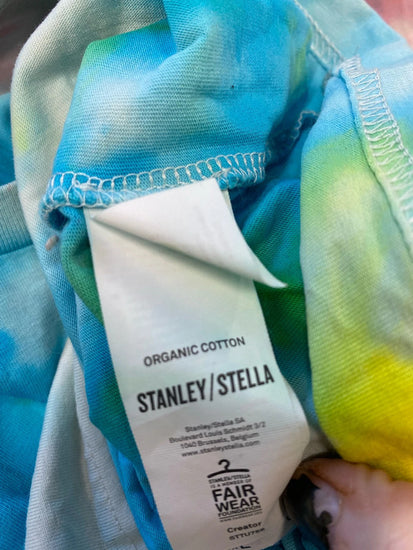 ORGANIC COTTON
STANLEY/STELLA
Stanley/Stella SA
Boulevard Louis Schmidt 3/2
1040 Brussels, Belgium
www.stanleystella.com
STANLEY/STELLA
IS A MEMBER OF
FAIR
WEAR
FOUNDATION
Creator